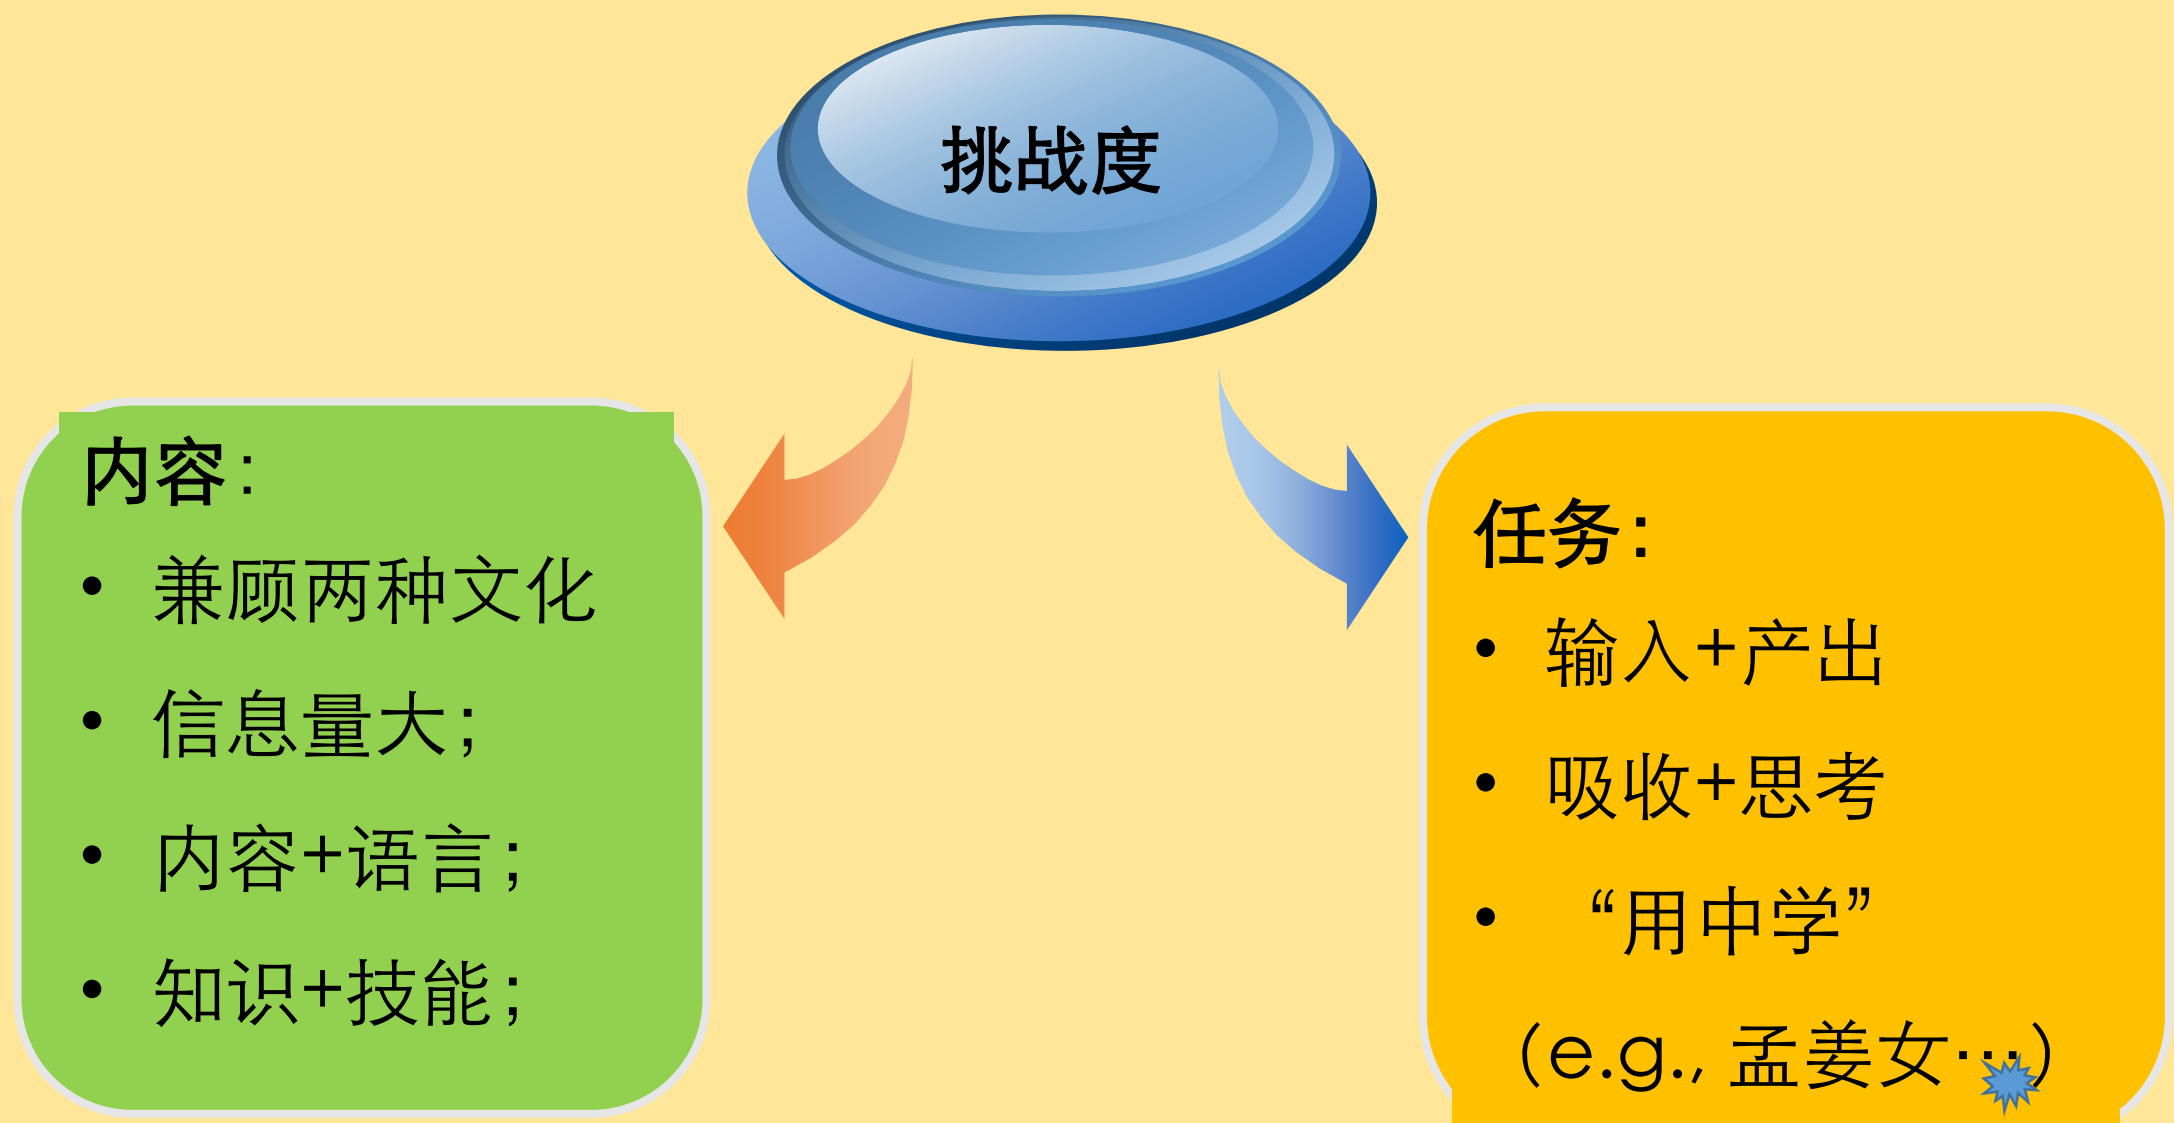 挑战度
内容：
• 兼顾两种文化
• 信息量大；
• 内容+语言；
• 知识+技能；
任务：
• 输入+产出
• 吸收+思考
• “用中学”
（e.g., 孟姜女…）